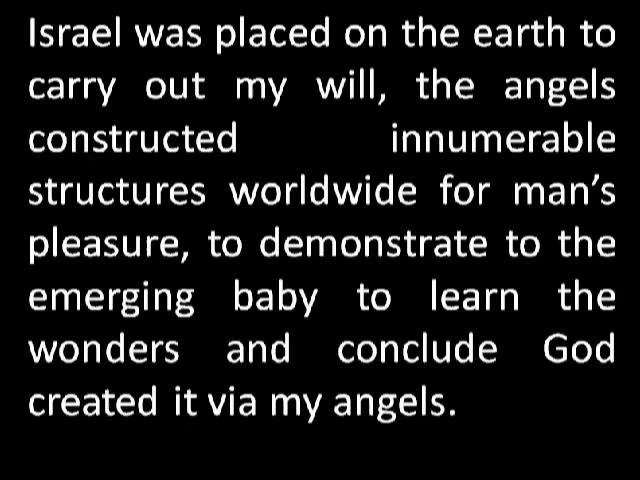 Israel was placed on the earth to
carry out my will, the angels
constructed innumerable
structures worldwide for man's
pleasure, to demonstrate to the
emerging baby to learn the
wonders and conclude God
created it via my angels.